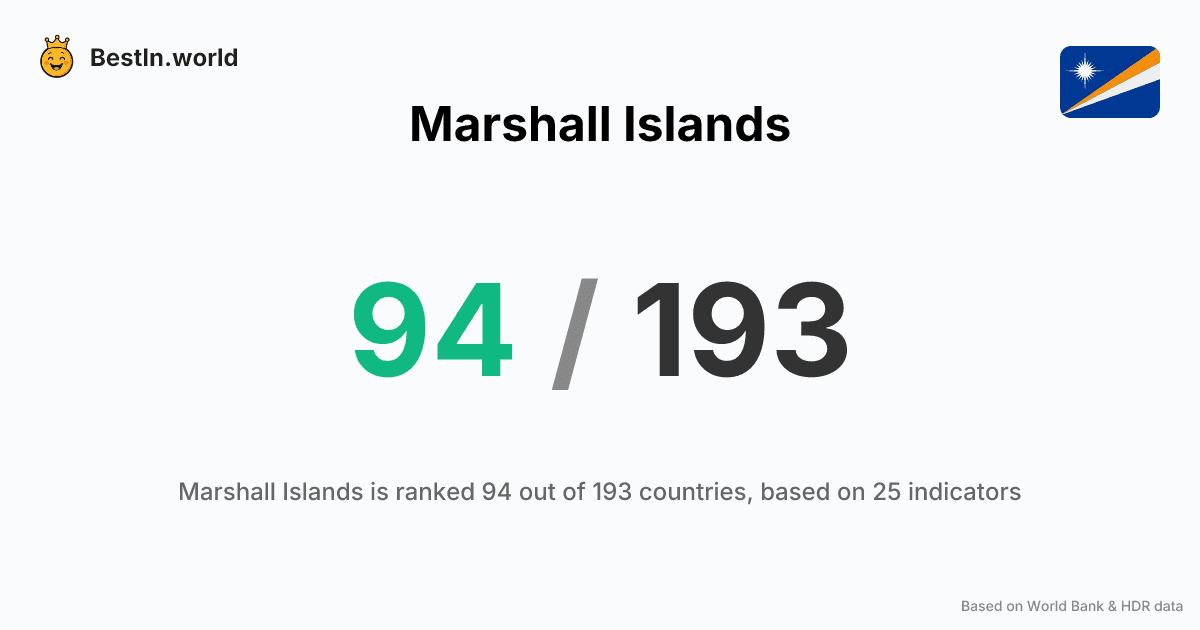 BestIn.world
Marshall Islands
94 / 193
Marshall Islands is ranked 94 out of 193 countries, based on 25 indicators
Based on World Bank & HDR data